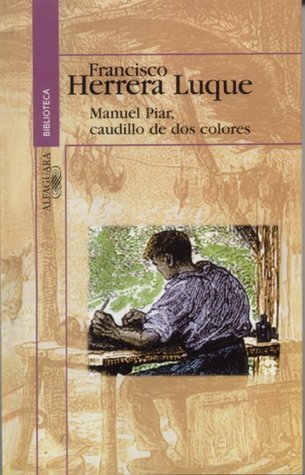 Francisco
Herrera Luque
Manuel Piar,
caudillo de dos colores
BIBLIOTECA
ALFAGUARA